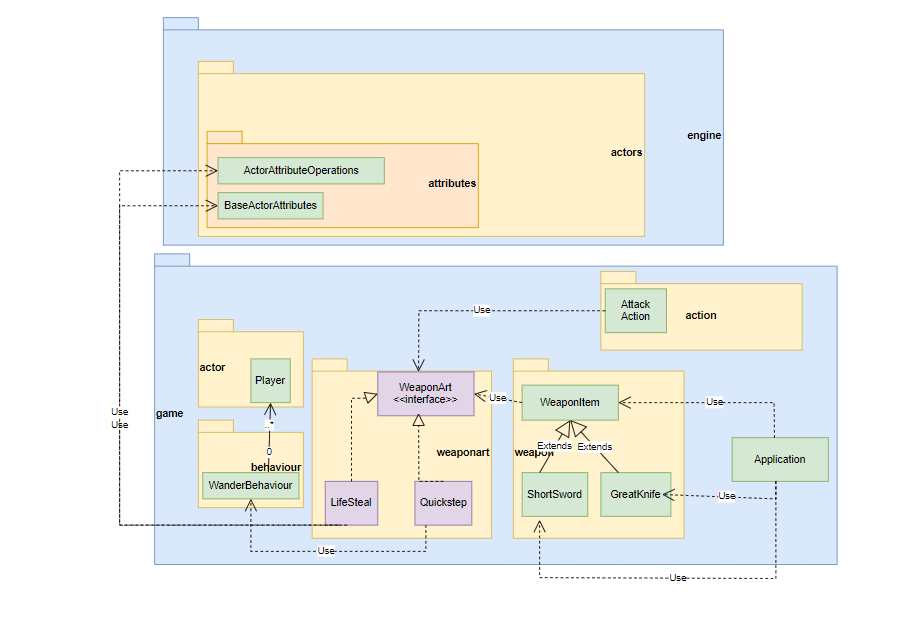 engine
actors
ActorAttributeOperations
attributes
BaseActorAttributes
Attack
Action
action
Use
actor
Player
WeaponArt
<<interface>>
Use
WeaponItem
Use
Use
Use
game
..*
0
behaviour
WanderBehaviour
weaponart
weapon
Extends
Extends
Application
LifeSteal
Quickstep
ShortSword
GreatKnife
Use
Use
Use